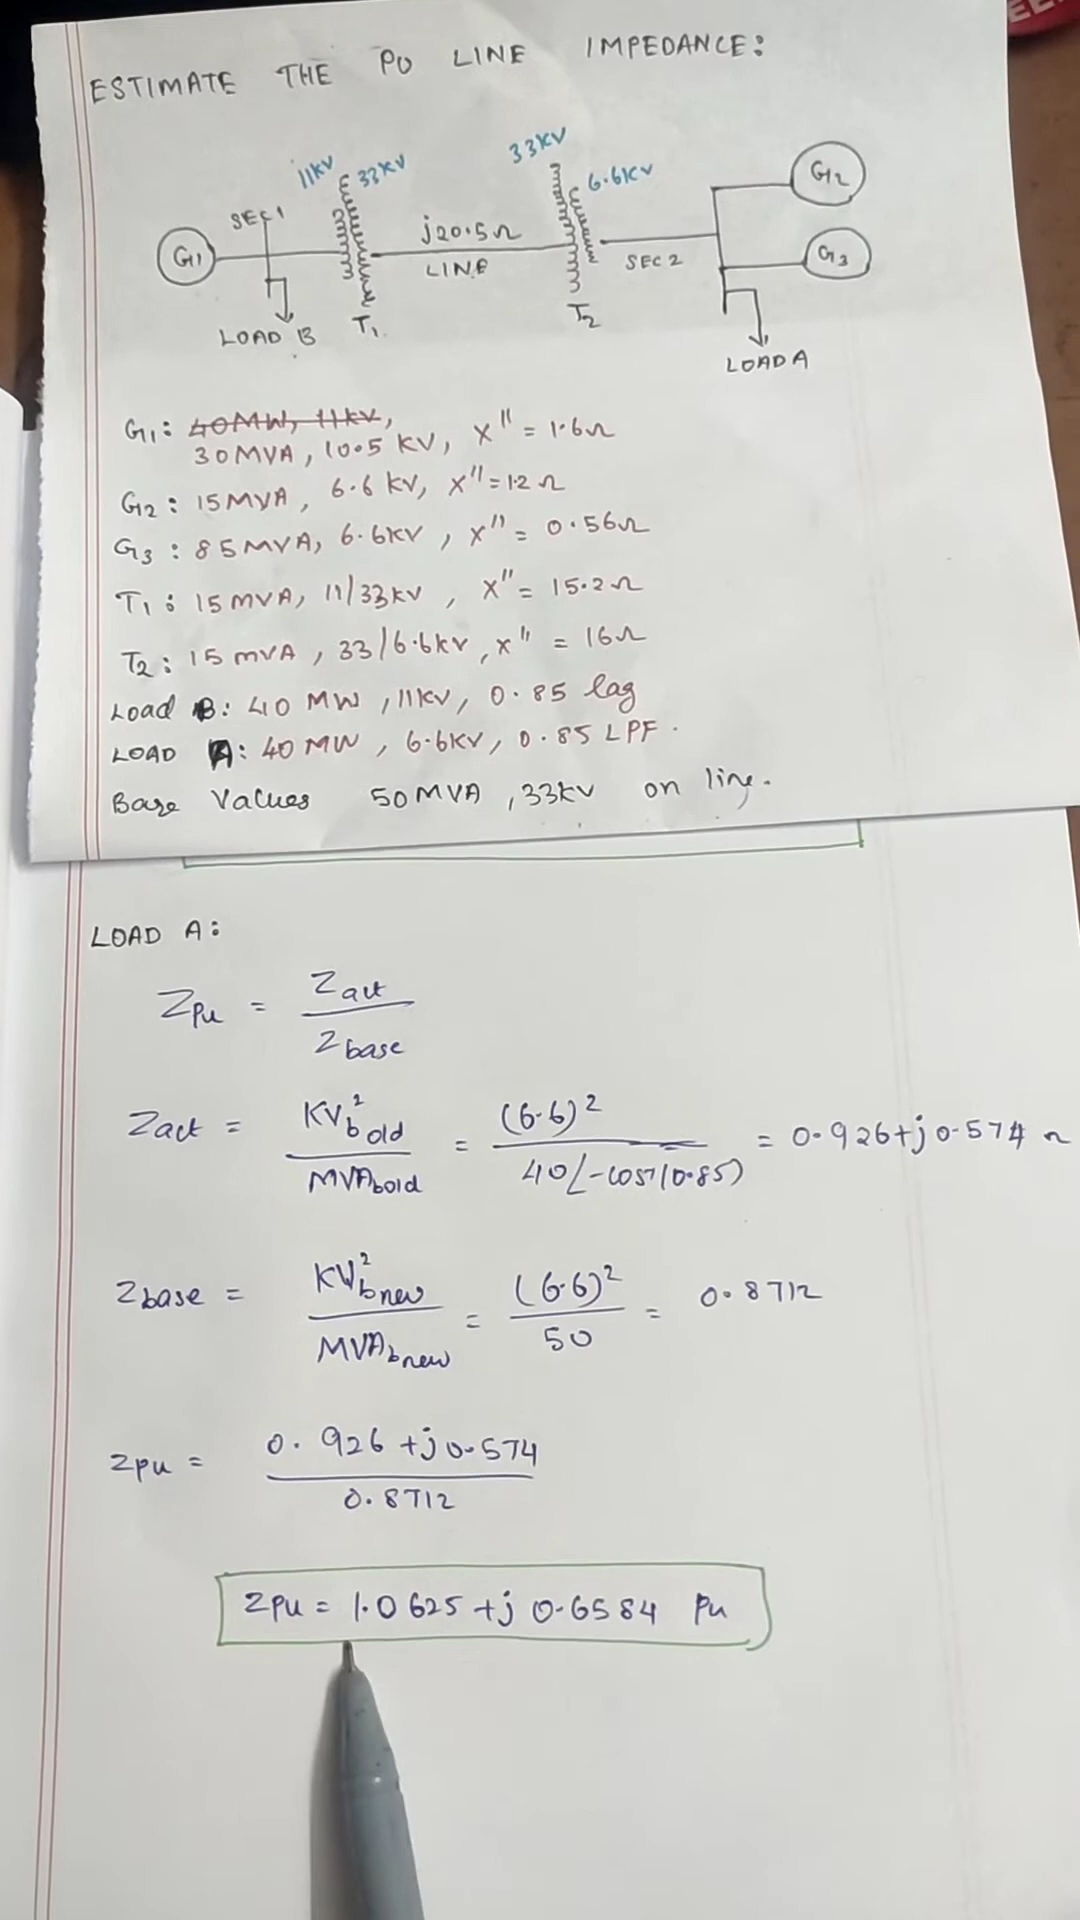 ESTIMATE THE PU LINE IMPEDANCE:
11KV 33KV 33KV 6.6KV
G1 SEC1 j20.5Ω LINE SEC 2 G2
G3
LOAD B T1 T2 LOAD A
G1: 40MW, 11KV,
30MVA, 10.5 KV, X" = 1.6Ω
G2: 15MVA, 6.6 KV, X" = 1.2 Ω
G3: 85MVA, 6.6KV, X" = 0.56Ω
T1: 15MVA, 11/33KV, X" = 15.2Ω
T2: 15MVA, 33/6.6KV, X" = 16Ω
Load B: 40 MW, 11KV, 0.85 lag
LOAD A: 40 MW, 6.6KV, 0.85 LPF.
Base Values 50MVA, 33KV on line.
LOAD A:
Zpu = Zact / Zbase
Zact = KV²b old / MVAb old = (6.6)² / 40∠-cos⁻¹(0.85) = 0.926+j0.574 Ω
Zbase = KV²b new / MVAb new = (6.6)² / 50 = 0.8712
Zpu = 0.926 + j0.574 / 0.8712
Zpu = 1.0625 + j 0.6584 Pu